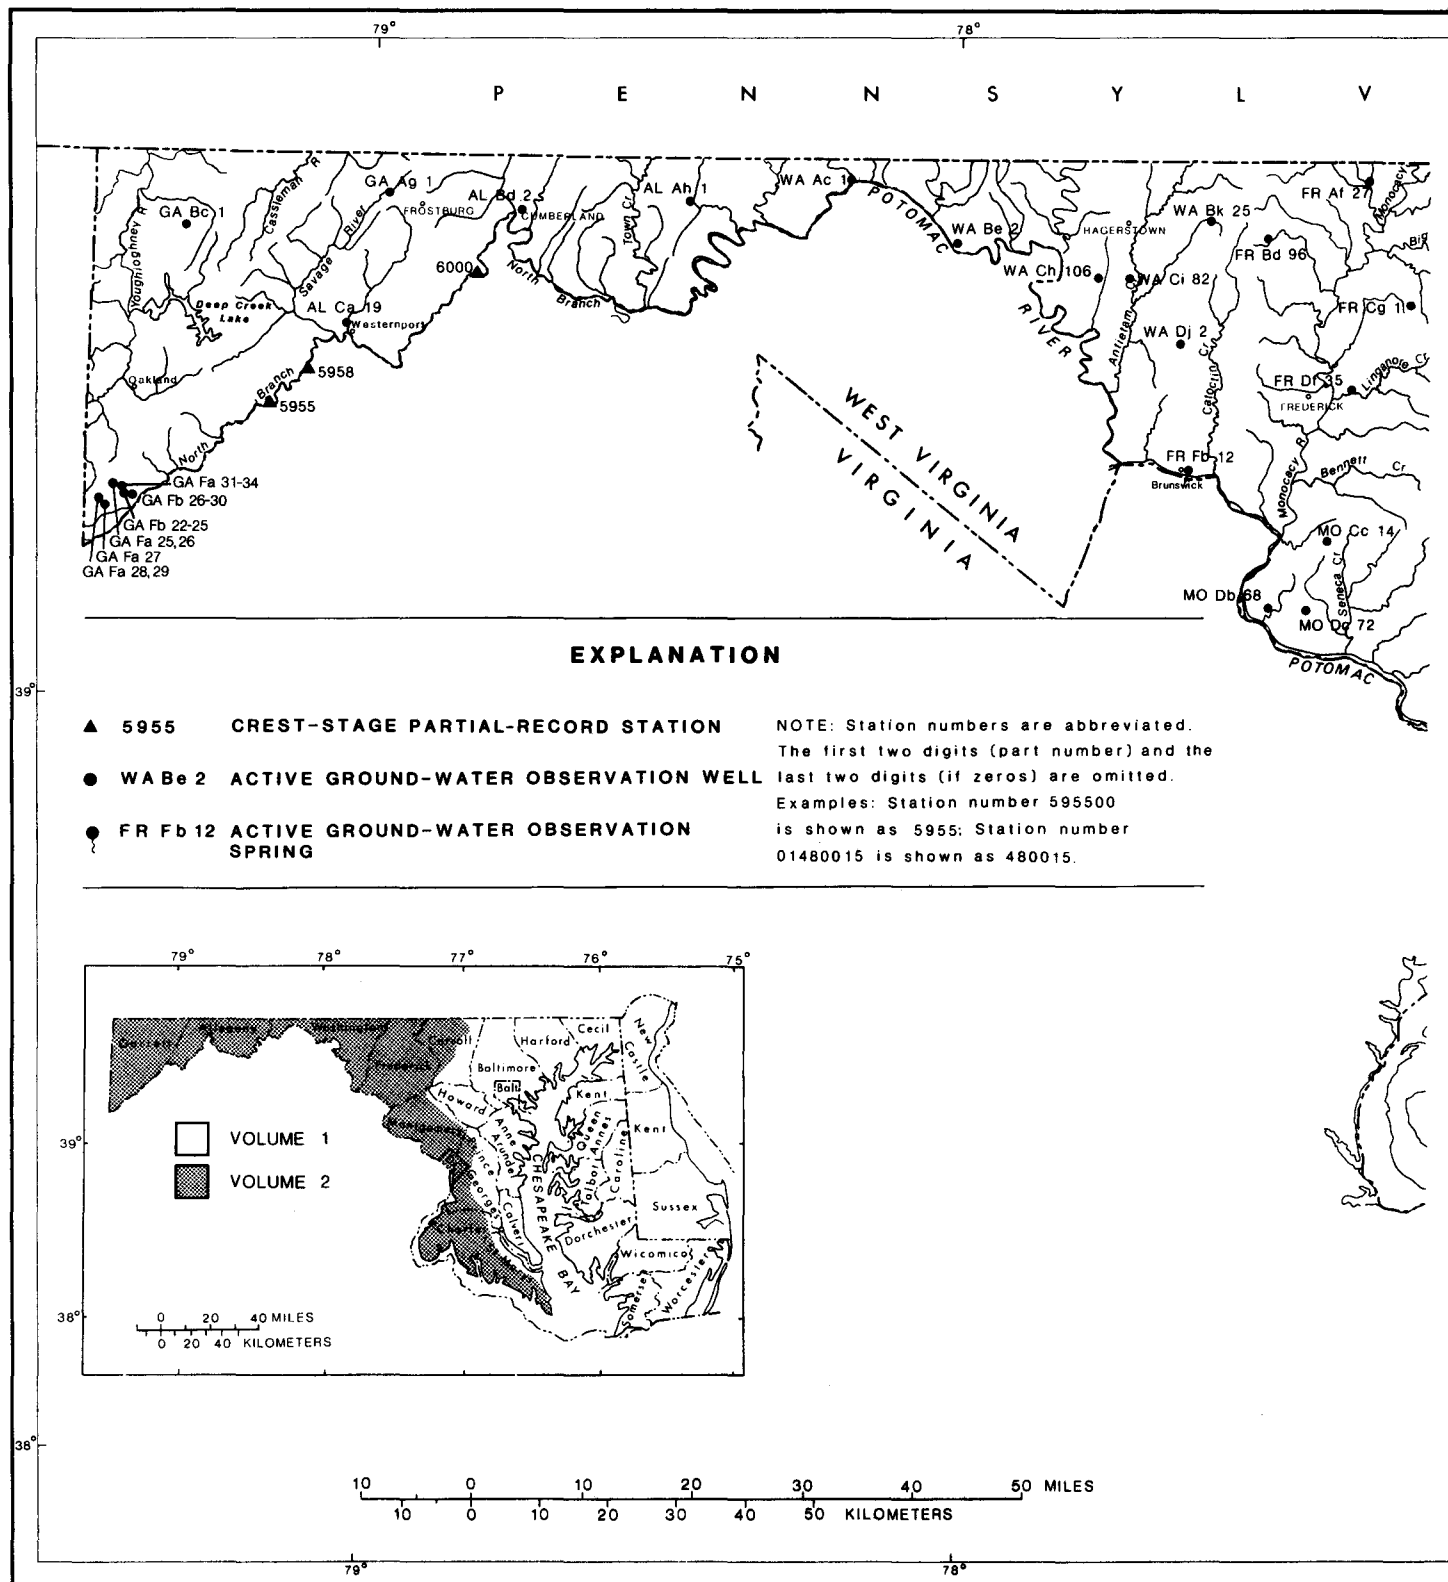 79°
78°
P E N N S Y L V
GA Bc 1
Youghiogheny R
Cassleman R
GA Ag 1
FROSTBURG
Savage River
AL Bd 2
CUMBERLAND
AL Ah 1
Town Cr
WA Ac 1
POTOMAC
WA Be 2
HAGERSTOWN
WA Bk 25
FR Af 27
Monocacy
FR Bd 96
Big
6000
North Branch
WA Ch 106
WA Ci 82
FR Cg 1
Deep Creek Lake
AL Ca 19
Westernport
RIVER
Antietam Cr
WA Dj 2
Catoctin Cr
5958
Oakland
Branch
5955
FR Df 35
Linganore Cr
FREDERICK
WEST VIRGINIA
VIRGINIA
North
FR Fb 12
Brunswick
Monocacy R
Bennett Cr
GA Fa 31-34
GA Fb 26-30
GA Fb 22-25
GA Fa 25,26
GA Fa 27
GA Fa 28,29
MO Cc 14
Seneca Cr
MO Db 68
MO Dc 72
POTOMAC
39°
EXPLANATION
5955 CREST-STAGE PARTIAL-RECORD STATION
WA Be 2 ACTIVE GROUND-WATER OBSERVATION WELL
FR Fb 12 ACTIVE GROUND-WATER OBSERVATION
SPRING
NOTE: Station numbers are abbreviated.
The first two digits (part number) and the
last two digits (if zeros) are omitted.
Examples: Station number 595500
is shown as 5955; Station number
01480015 is shown as 480015.
79°
78°
77°
76°
75°
Garrett
Allegany
Washington
Frederick
Carroll
Harford
Cecil
New Castle
Baltimore
Balt
Kent
Howard
Montgomery
Anne Arundel
Prince Georges
Queen Annes
Talbot
Caroline
Kent
CHESAPEAKE BAY
Calvert
Charles
St Marys
Dorchester
Sussex
Wicomico
Somerset
Worcester
39°
VOLUME 1
VOLUME 2
38°
0 20 40 MILES
0 20 40 KILOMETERS
38°
10 0 10 20 30 40 50 MILES
10 0 10 20 30 40 50 KILOMETERS
79°
78°